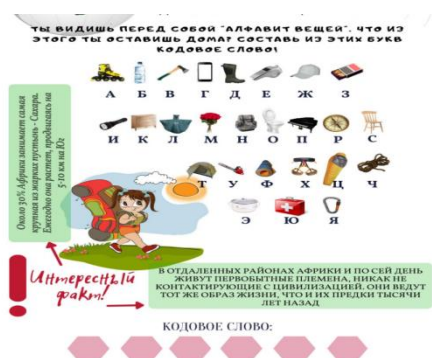 ТЫ ВИДИШЬ ПЕРЕД СОБОЙ "АЛФАВИТ ВЕЩЕЙ". ЧТО ИЗ
ЭТОГО ТЫ ОСТАВИШЬ ДОМА? СОСТАВЬ ИЗ ЭТИХ БУКВ
КОДОВОЕ СЛОВО!
А Б В Г Д Е Ж З
И К Л М Н О П Р С
Т У Ф Х Ц Ч
Э Ю Я
Около 30% Африки занимает самая
крупная из жарких пустынь - Сахара.
Ежегодно она растет, продвигаясь на
5-10 км на Юг
Интересный
факт!
В ОТДАЛЕННЫХ РАЙОНАХ АФРИКИ И ПО СЕЙ ДЕНЬ
ЖИВУТ ПЕРВОБЫТНЫЕ ПЛЕМЕНА, НИКАК НЕ
КОНТАКТИРУЮЩИЕ С ЦИВИЛИЗАЦИЕЙ. ОНИ ВЕДУТ
ТОТ ЖЕ ОБРАЗ ЖИЗНИ, ЧТО И ИХ ПРЕДКИ ТЫСЯЧИ
ЛЕТ НАЗАД
КОДОВОЕ СЛОВО: